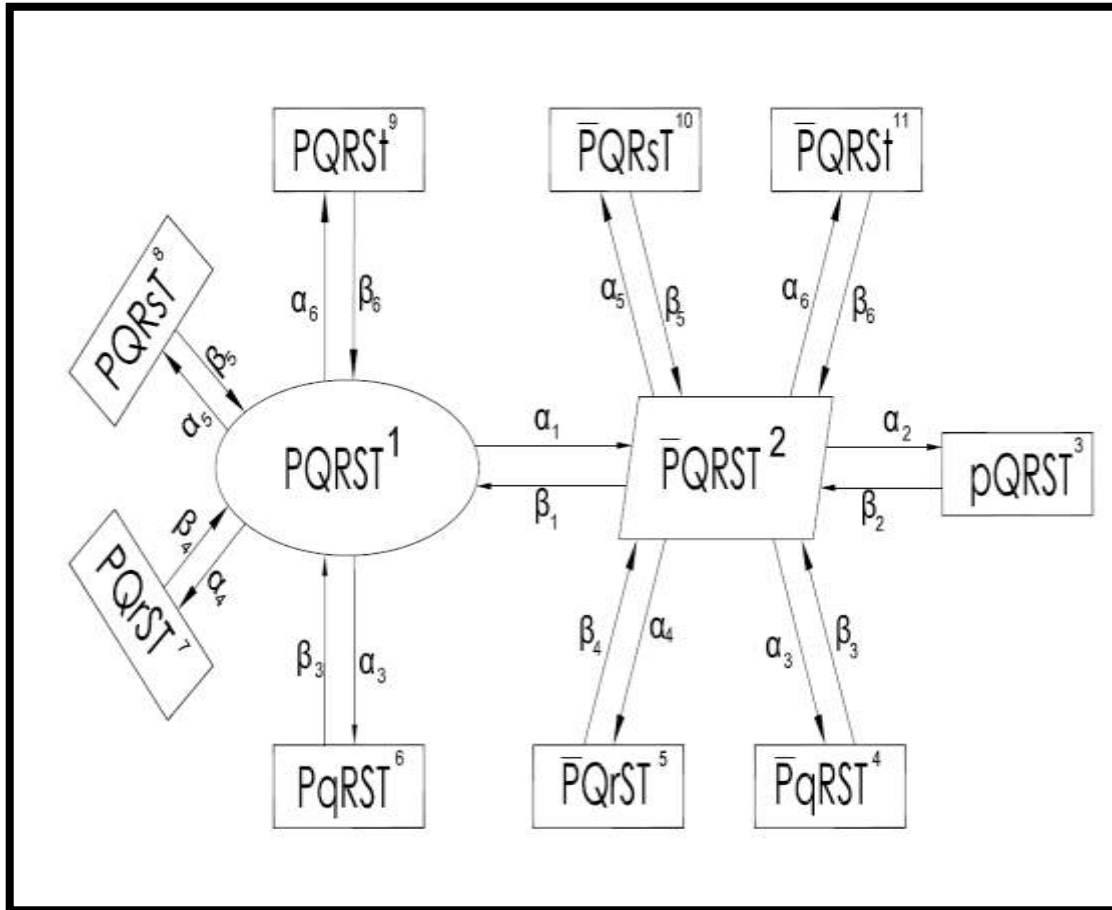 PQRSt⁹
P̅QRsT¹⁰
P̅QRSt¹¹
PQRsT⁸
α₆
β₆
α₅
β₅
α₆
β₆
β₅
α₅
PQRST¹
α₁
β₁
P̅QRST²
α₂
β₂
pQRST³
β₄
α₄
PQrST⁷
β₃
α₃
β₄
α₄
α₃
β₃
PqRST⁶
P̅QrST⁵
P̅qRST⁴